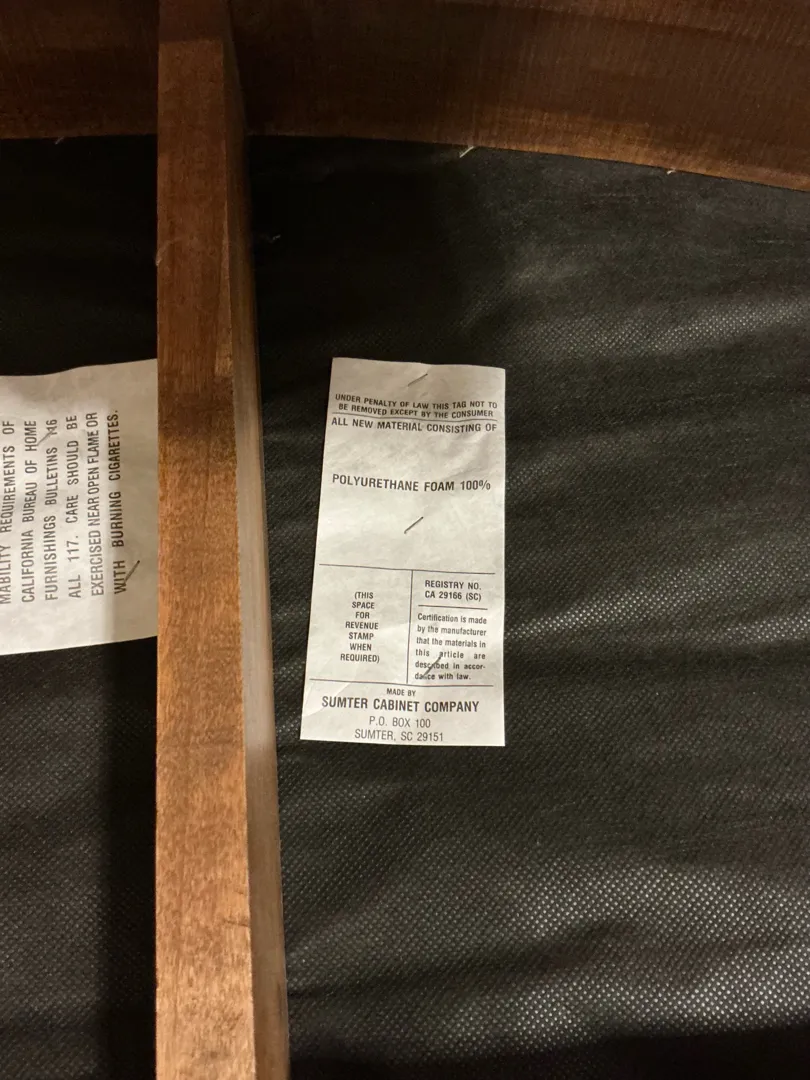 MABILITY REQUIREMENTS OF
CALIFORNIA BUREAU OF HOME
FURNISHINGS BULLETINS
ALL 117. CARE SHOULD BE
EXERCISED NEAR OPEN FLAME OR
WITH BURNING CIGARETTES.
UNDER PENALTY OF LAW THIS TAG NOT TO
BE REMOVED EXCEPT BY THE CONSUMER
ALL NEW MATERIAL CONSISTING OF
POLYURETHANE FOAM 100%
(THIS
SPACE
FOR
REVENUE
STAMP
WHEN
REQUIRED)
REGISTRY NO.
CA 29166 (SC)
Certification is made
by the manufacturer
that the materials in
this article are
described in accor-
dance with law.
MADE BY
SUMTER CABINET COMPANY
P.O. BOX 100
SUMTER, SC 29151